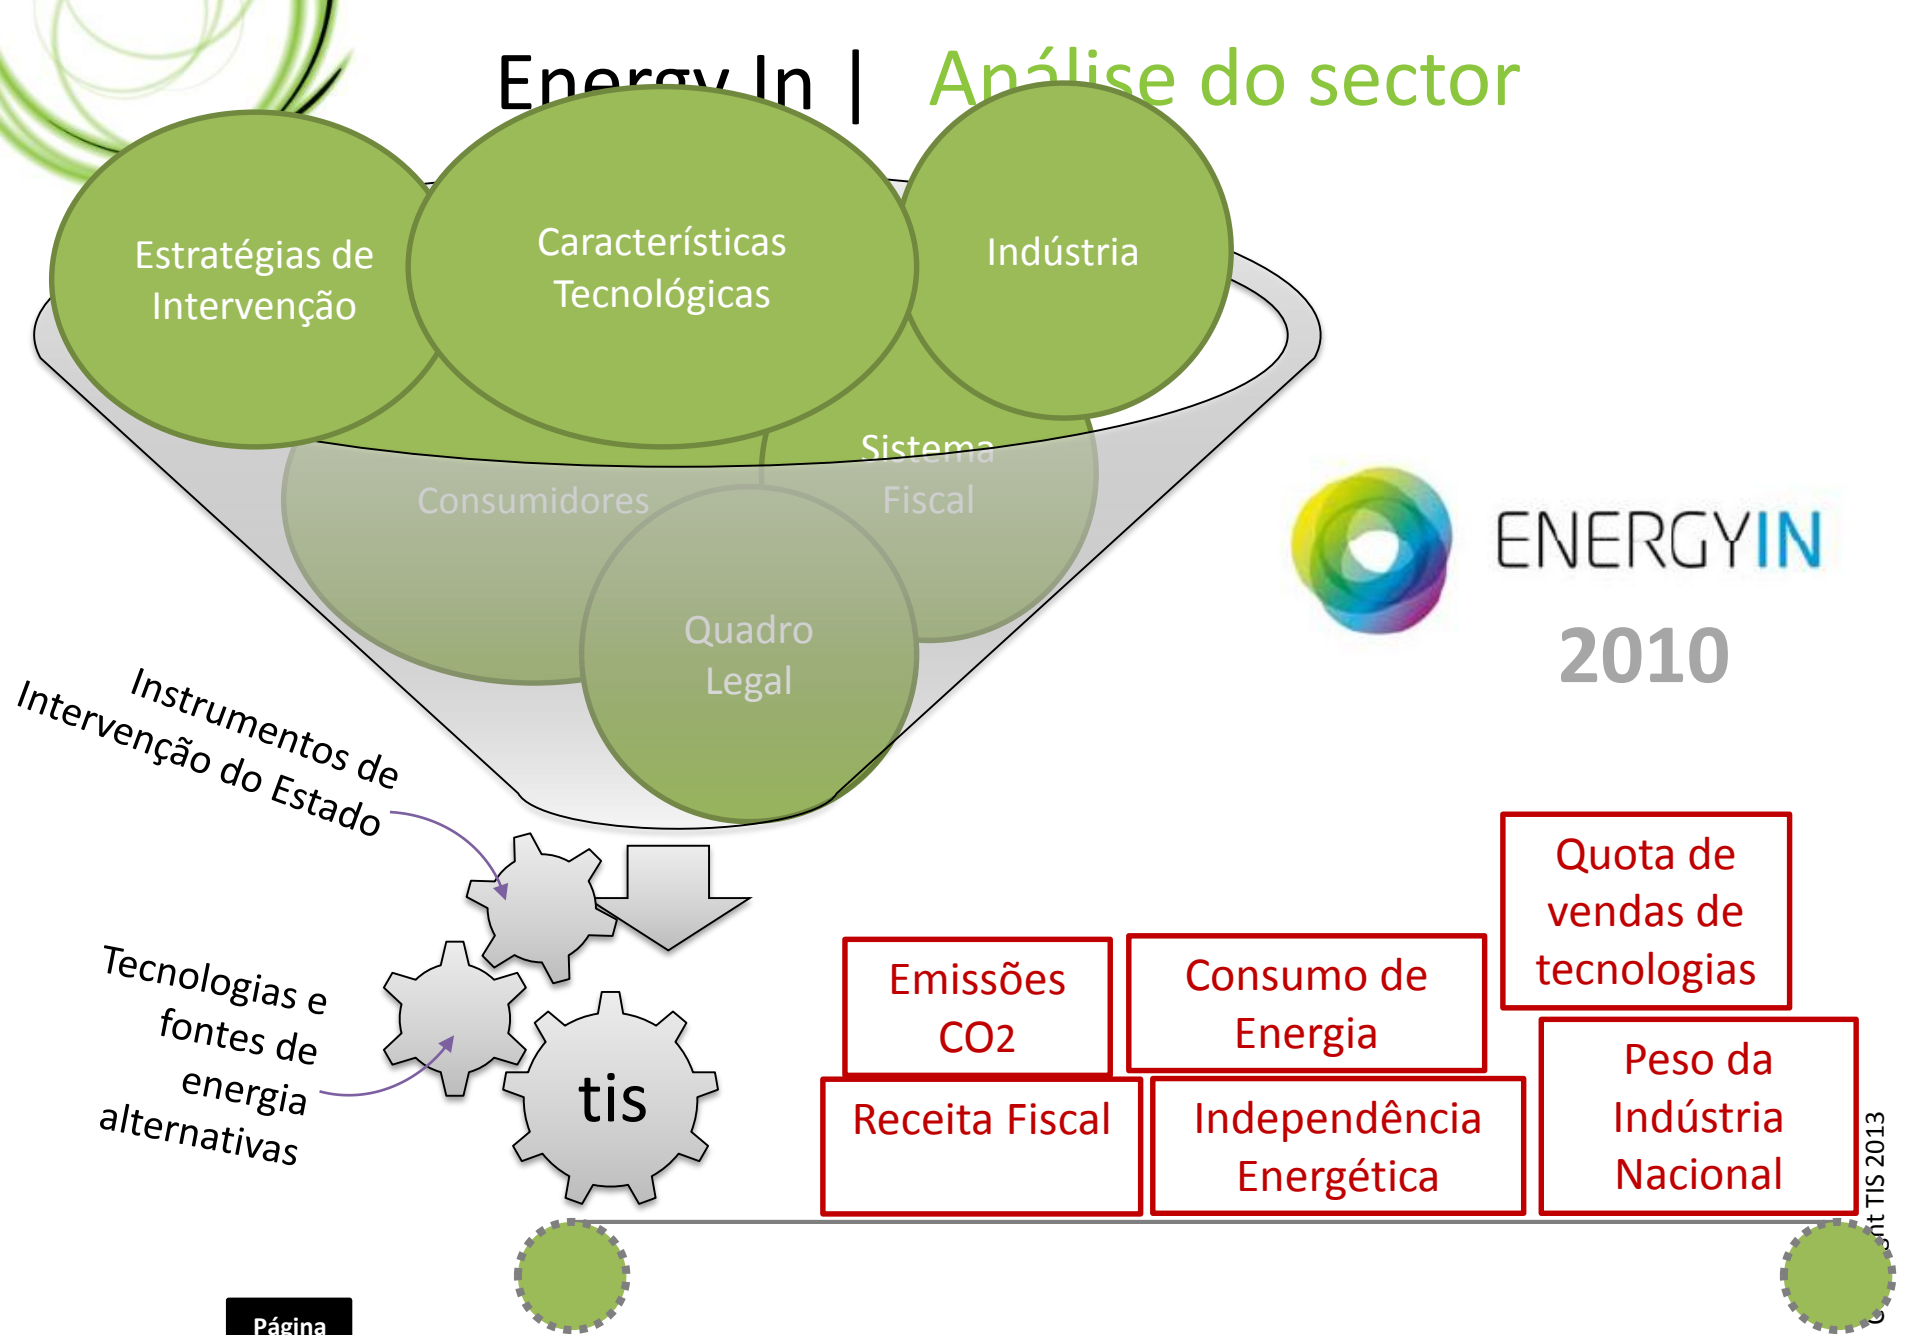 Energy In | Análise do sector
Estratégias de
Intervenção
Características
Tecnológicas
Indústria
Consumidores
Sistema
Fiscal
Quadro
Legal
ENERGYIN
2010
Instrumentos de
Intervenção do Estado
Tecnologias e
fontes de
energia
alternativas
tis
Emissões
CO2
Consumo de
Energia
Quota de
vendas de
tecnologias
Receita Fiscal
Independência
Energética
Peso da
Indústria
Nacional
TIS 2013
Página